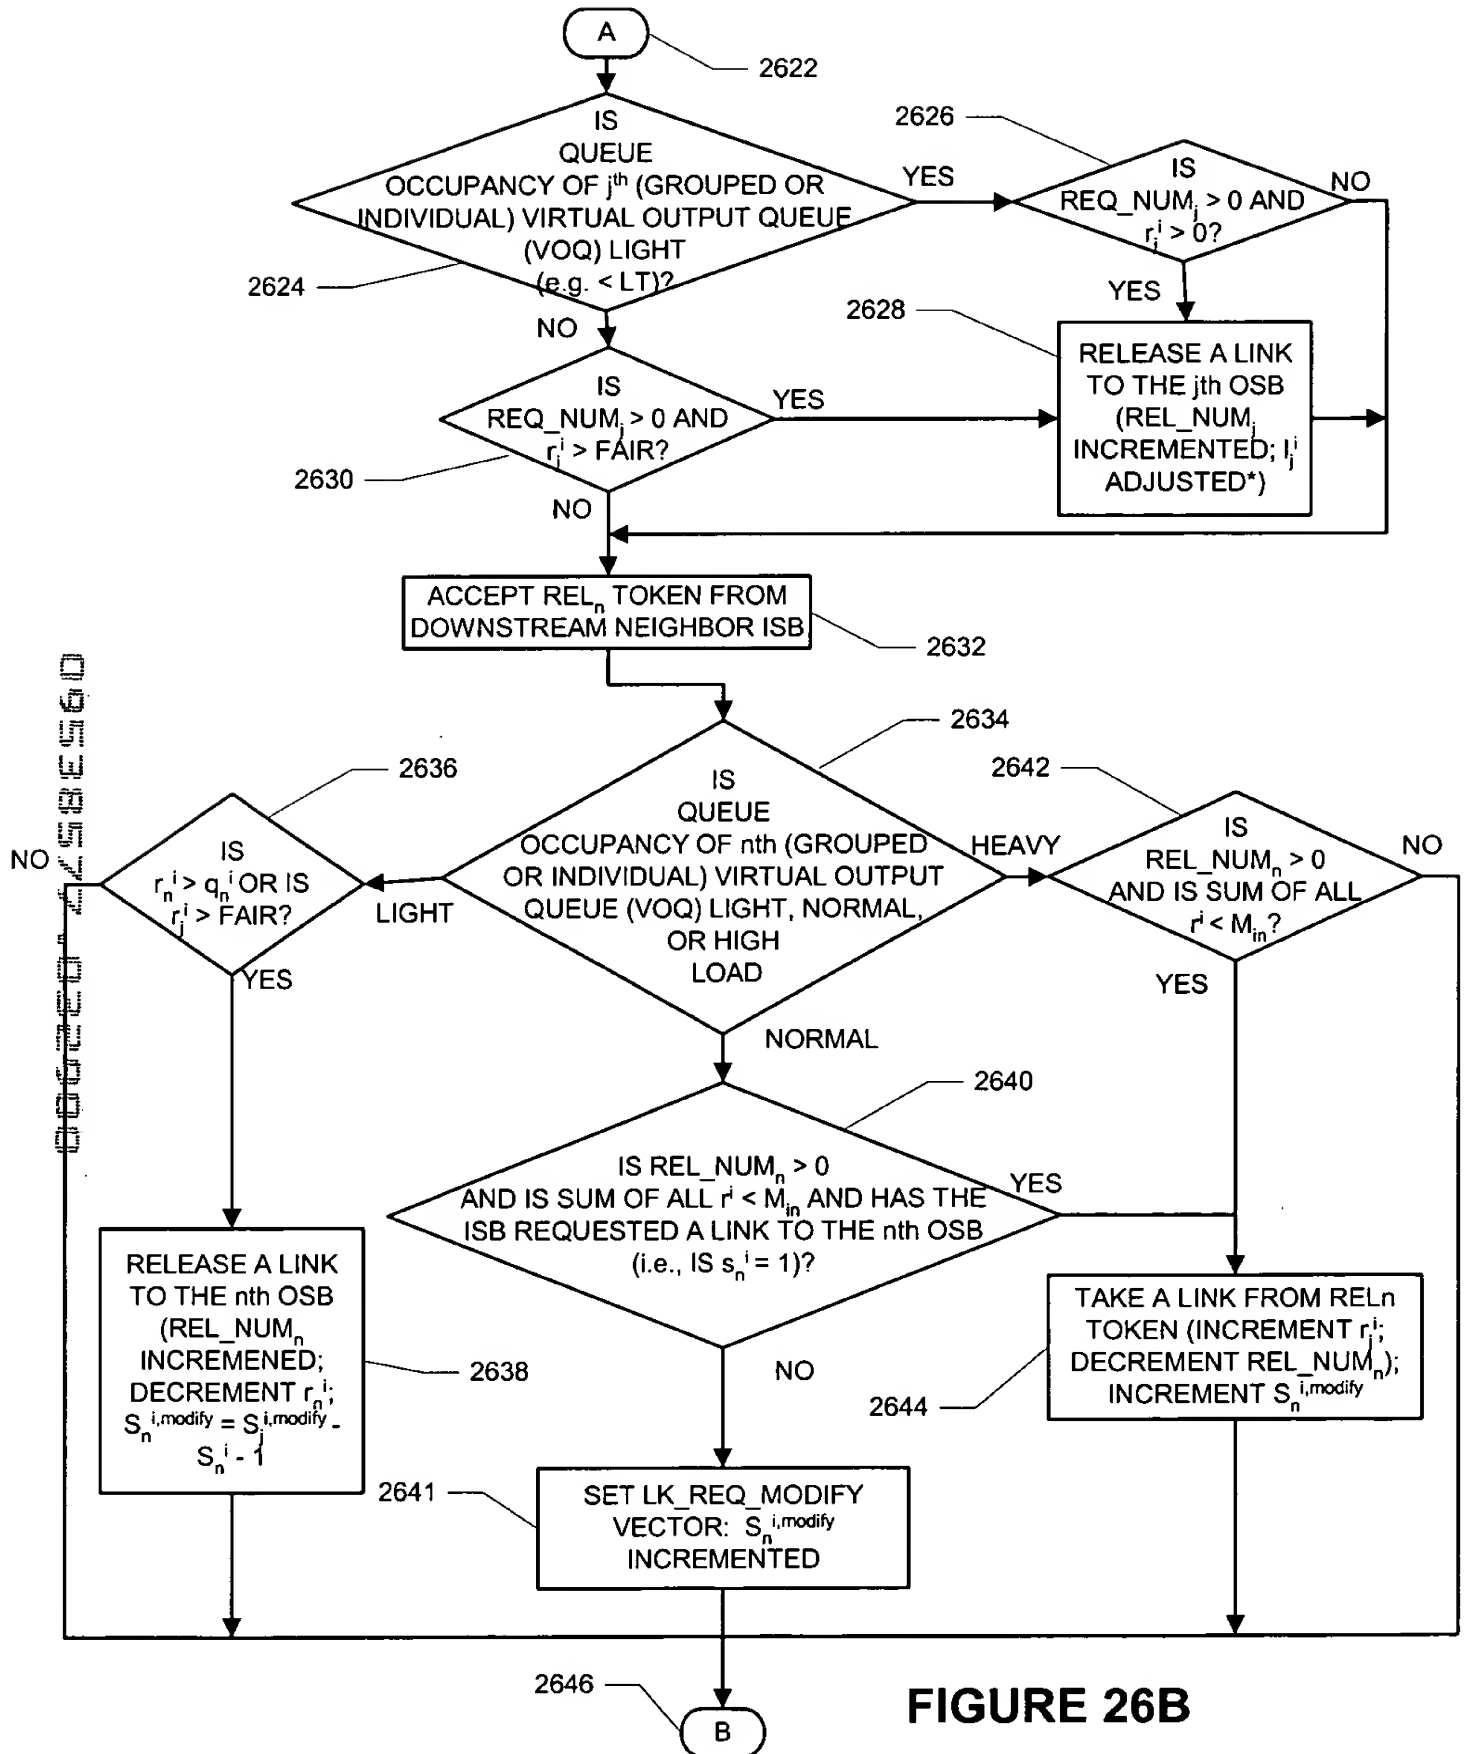 A
2622
IS
QUEUE
OCCUPANCY OF jth (GROUPED OR
INDIVIDUAL) VIRTUAL OUTPUT QUEUE
(VOQ) LIGHT
(e.g. < LT)?
2624
YES
NO
2626
IS
REQ_NUMj > 0 AND
rji > 0?
NO
YES
2628
RELEASE A LINK
TO THE jth OSB
(REL_NUMj
INCREMENTED; Iji
ADJUSTED*)
IS
REQ_NUMj > 0 AND
rji > FAIR?
2630
YES
NO
ACCEPT RELn TOKEN FROM
DOWNSTREAM NEIGHBOR ISB
2632
2634
IS
QUEUE
OCCUPANCY OF nth (GROUPED
OR INDIVIDUAL) VIRTUAL OUTPUT
QUEUE (VOQ) LIGHT, NORMAL,
OR HIGH
LOAD
LIGHT
HEAVY
NORMAL
2636
NO
IS
rni > qni OR IS
rji > FAIR?
YES
2642
IS
REL_NUMn > 0
AND IS SUM OF ALL
ri < Min?
NO
YES
2640
IS REL_NUMn > 0
AND IS SUM OF ALL ri < Min AND HAS THE
ISB REQUESTED A LINK TO THE nth OSB
(i.e., IS sni = 1)?
YES
NO
RELEASE A LINK
TO THE nth OSB
(REL_NUMn
INCREMENED;
DECREMENT rni;
Sni,modify = Sji,modify -
Sni - 1
2638
TAKE A LINK FROM RELn
TOKEN (INCREMENT rji;
DECREMENT REL_NUMn);
INCREMENT Sni,modify
2644
2641
SET LK_REQ_MODIFY
VECTOR: Sni,modify
INCREMENTED
2646
B
FIGURE 26B